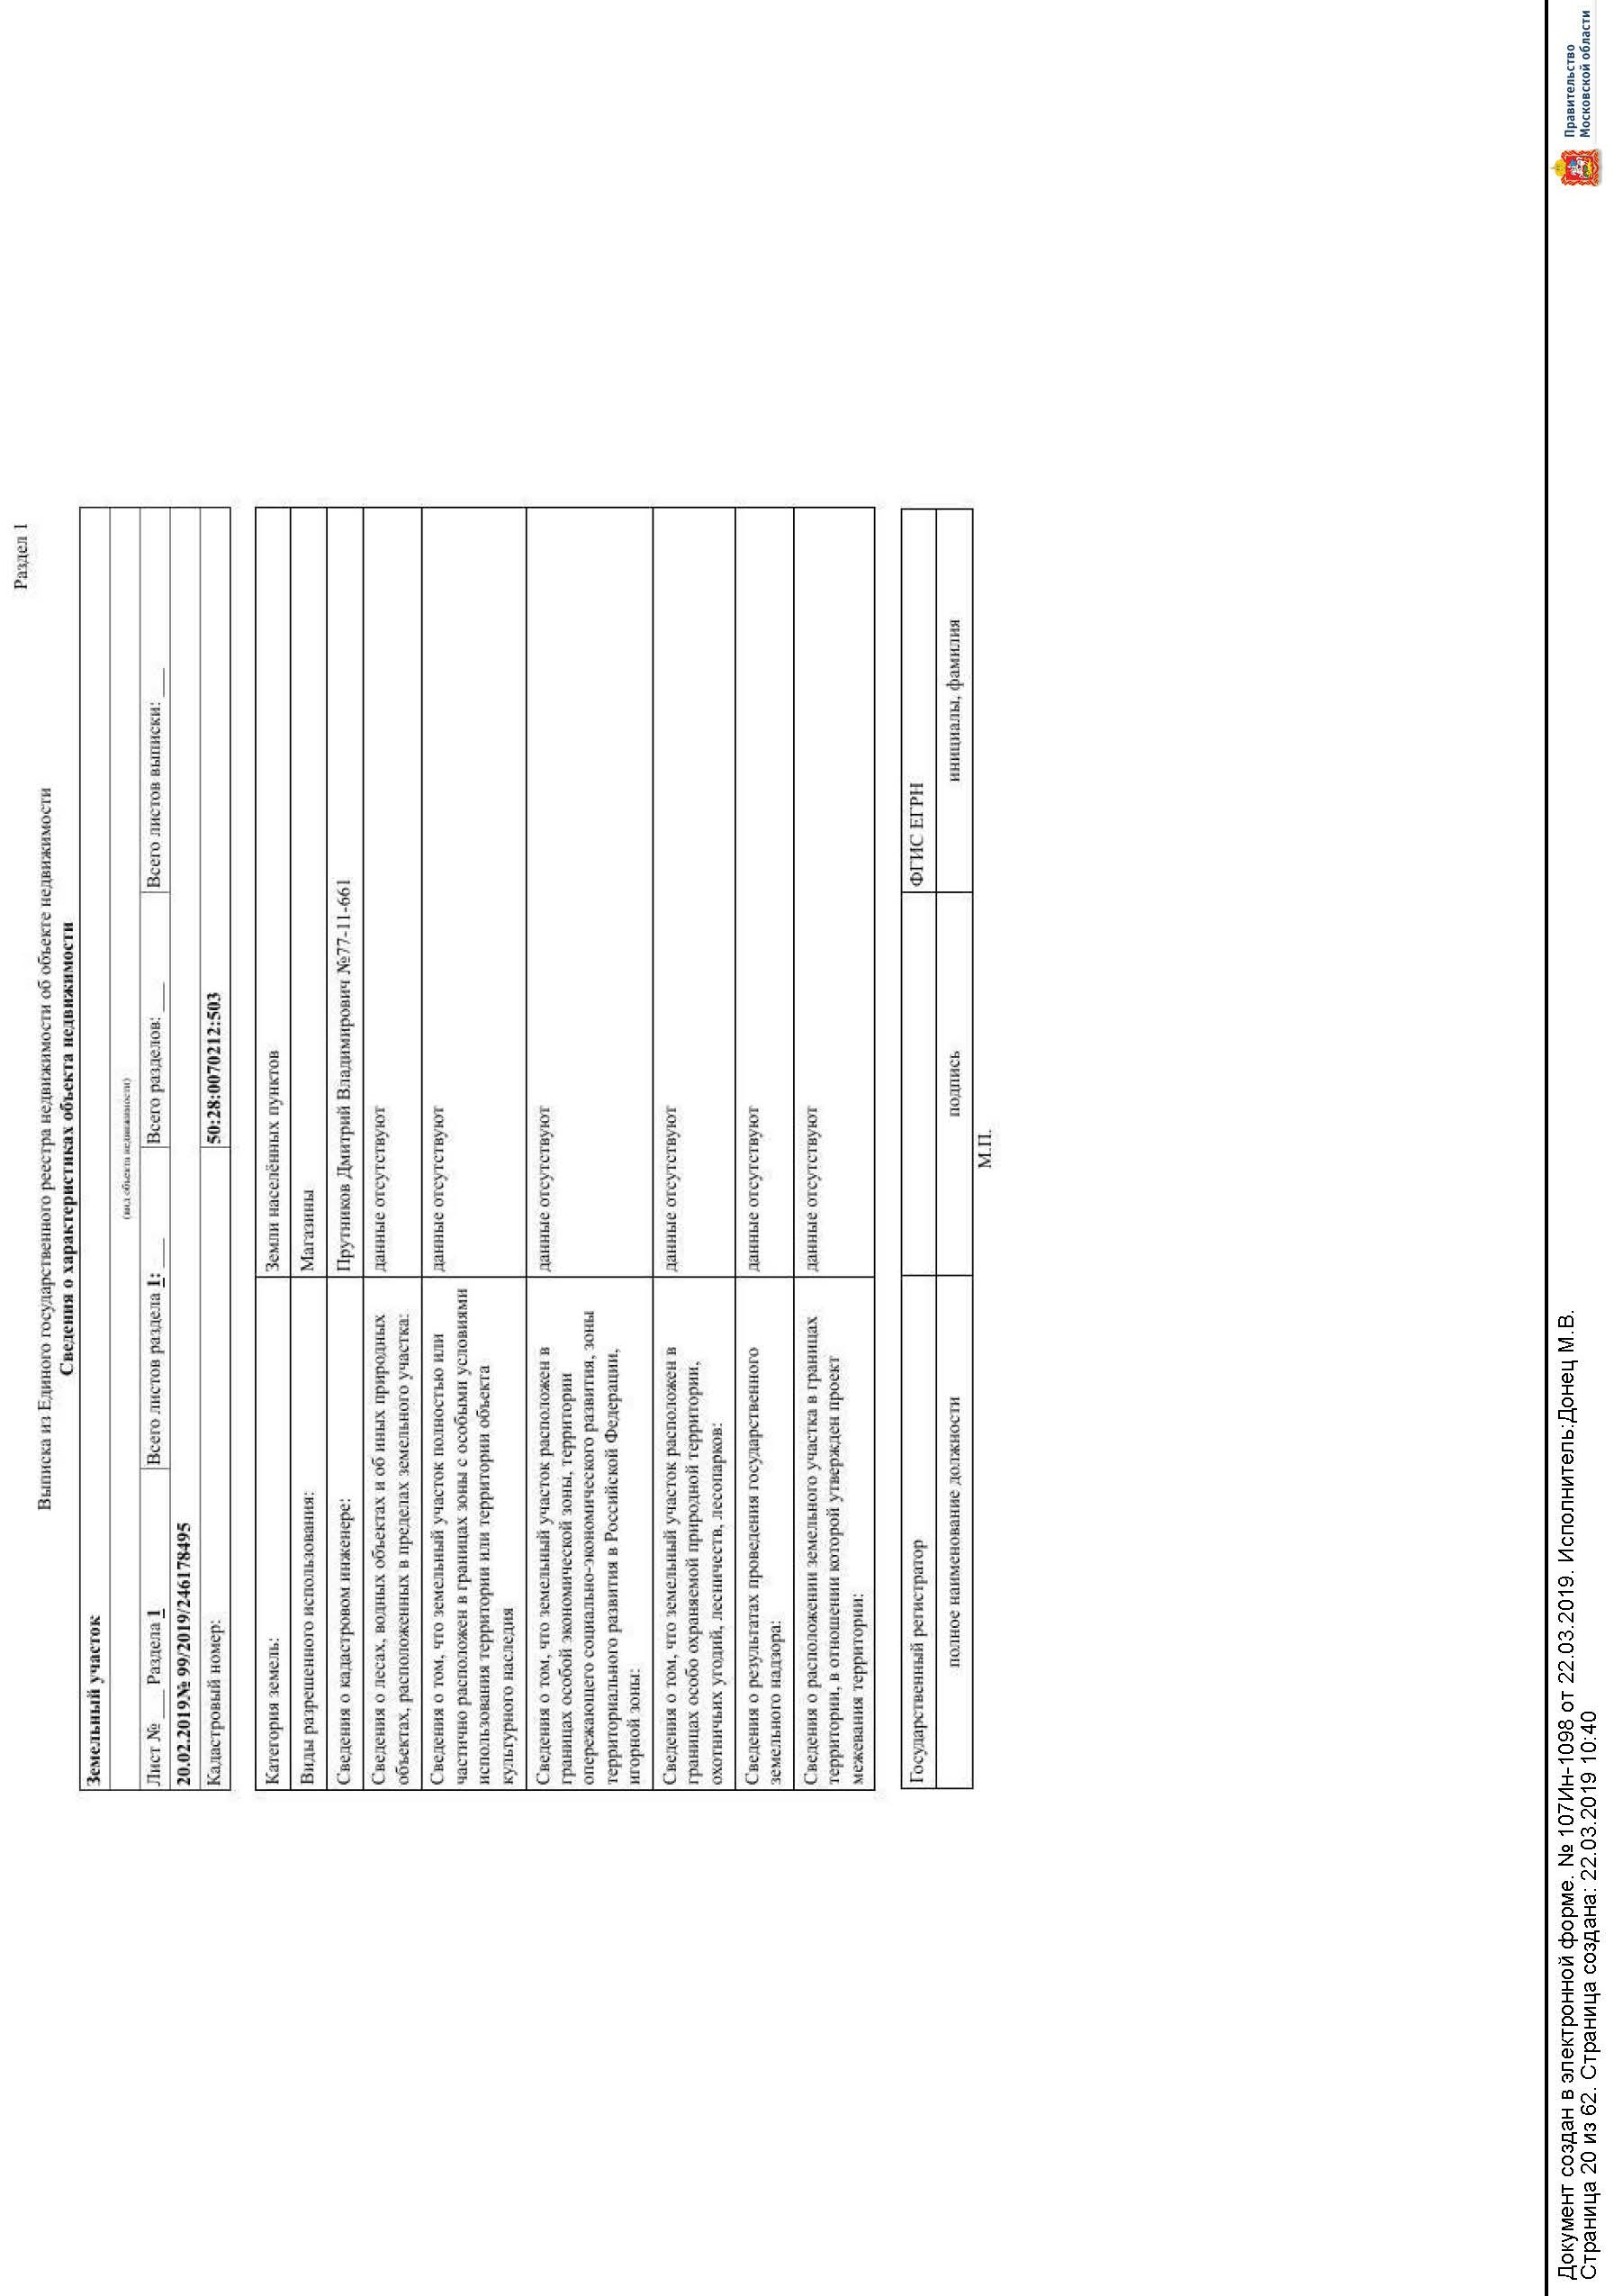 Раздел 1
Выписка из Единого государственного реестра недвижимости об объекте недвижимости
Сведения о характеристиках объекта недвижимости
Земельный участок
(вид объекта недвижимости)
Лист № ___ Раздела 1 Всего листов раздела 1: ___ Всего разделов: ___ Всего листов выписки: ___
20.02.2019№ 99/2019/246178495
Кадастровый номер: 50:28:0070212:503
Категория земель: Земли населённых пунктов
Виды разрешенного использования: Магазины
Сведения о кадастровом инженере: Прутников Дмитрий Владимирович №77-11-661
Сведения о лесах, водных объектах и об иных природных
объектах, расположенных в пределах земельного участка:
данные отсутствуют
Сведения о том, что земельный участок полностью или
частично расположен в границах зоны с особыми условиями
использования территории или территории объекта
культурного наследия
данные отсутствуют
Сведения о том, что земельный участок расположен в
границах особой экономической зоны, территории
опережающего социально-экономического развития, зоны
территориального развития в Российской Федерации,
игорной зоны:
данные отсутствуют
Сведения о том, что земельный участок расположен в
границах особо охраняемой природной территории,
охотничьих угодий, лесничеств, лесопарков:
данные отсутствуют
Сведения о результатах проведения государственного
земельного надзора:
данные отсутствуют
Сведения о расположении земельного участка в границах
территории, в отношении которой утвержден проект
межевания территории:
данные отсутствуют
Государственный регистратор ФГИС ЕГРН
полное наименование должности подпись инициалы, фамилия
М.П.
Документ создан в электронной форме. № 107Ин-1098 от 22.03.2019. Исполнитель:Донец М.В.
Страница 20 из 62. Страница создана: 22.03.2019 10:40
Правительство
Московской области